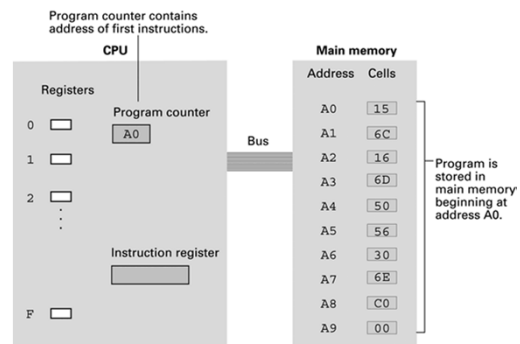 Program counter contains
address of first instructions.
CPU
Main memory
Address Cells
Registers
Program counter
A0
0
1
2
F
Instruction register
Bus
A0 15
A1 6C
A2 16
A3 6D
A4 50
A5 56
A6 30
A7 6E
A8 C0
A9 00
Program is
stored in
main memory
beginning at
address A0.